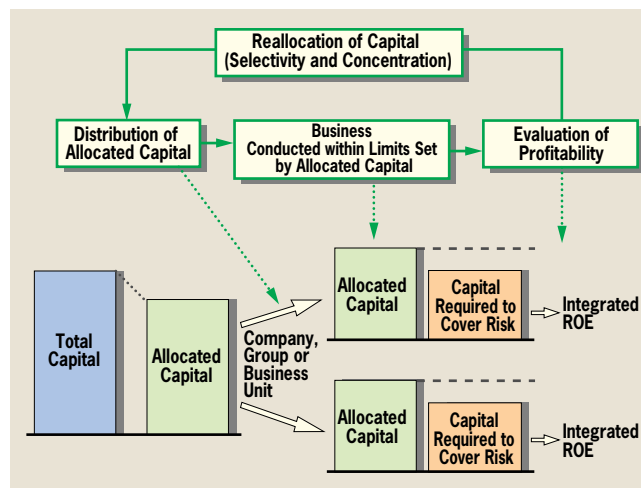 Reallocation of Capital
(Selectivity and Concentration)
Distribution of
Allocated Capital
Business
Conducted within Limits Set
by Allocated Capital
Evaluation of
Profitability
Total
Capital
Allocated
Capital
Company,
Group or
Business
Unit
Allocated
Capital
Capital
Required to
Cover Risk
Integrated
ROE
Allocated
Capital
Capital
Required to
Cover Risk
Integrated
ROE